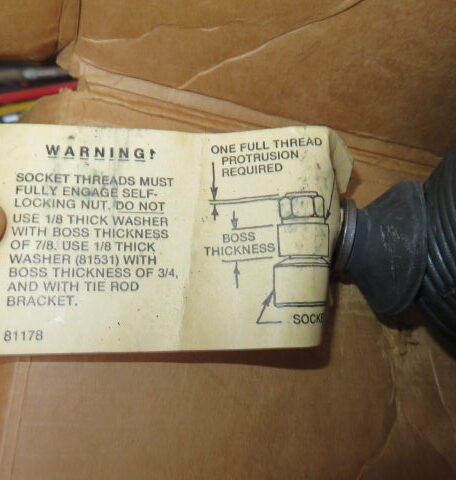 WARNING!
SOCKET THREADS MUST
FULLY ENGAGE SELF-
LOCKING NUT. DO NOT
USE 1/8 THICK WASHER
WITH BOSS THICKNESS
OF 7/8. USE 1/8 THICK
WASHER (81531) WITH
BOSS THICKNESS OF 3/4,
AND WITH TIE ROD
BRACKET.
81178
ONE FULL THREAD
PROTRUSION
REQUIRED
BOSS
THICKNESS